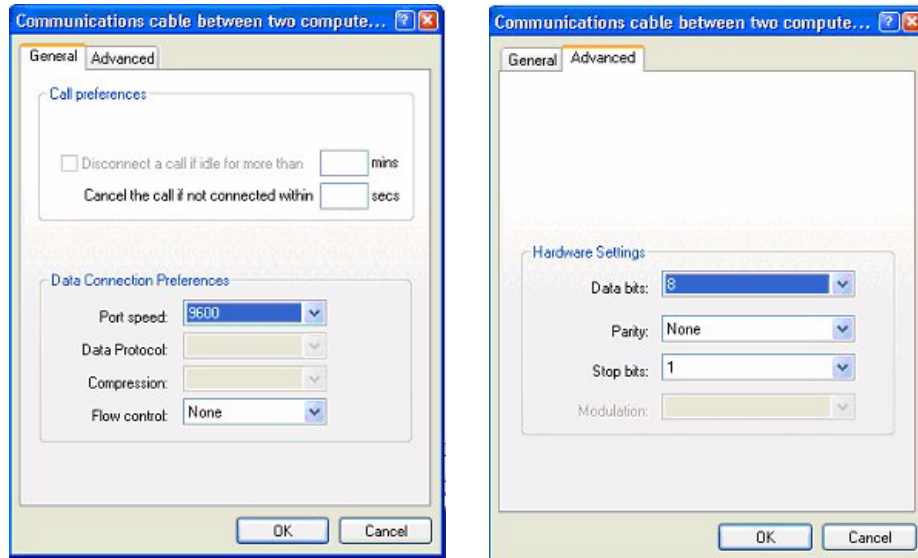 Communications cable between two compute...
General Advanced
Call preferences
Disconnect a call if idle for more than mins
Cancel the call if not connected within secs
Data Connection Preferences
Port speed: 9600
Data Protocol:
Compression:
Flow control: None
OK Cancel
Communications cable between two compute...
General Advanced
Hardware Settings
Data bits: 8
Parity: None
Stop bits: 1
Modulation:
OK Cancel